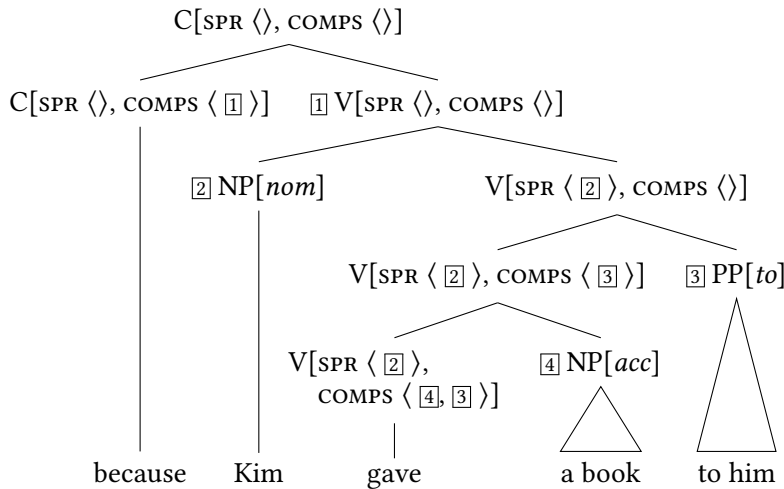 C[SPR ⟨⟩, COMPS ⟨⟩]
C[SPR ⟨⟩, COMPS ⟨ 1 ⟩] 1 V[SPR ⟨⟩, COMPS ⟨⟩]
2 NP[nom] V[SPR ⟨ 2 ⟩, COMPS ⟨⟩]
V[SPR ⟨ 2 ⟩, COMPS ⟨ 3 ⟩] 3 PP[to]
V[SPR ⟨ 2 ⟩, 4 NP[acc]
COMPS ⟨ 4, 3 ⟩]
because Kim gave a book to him